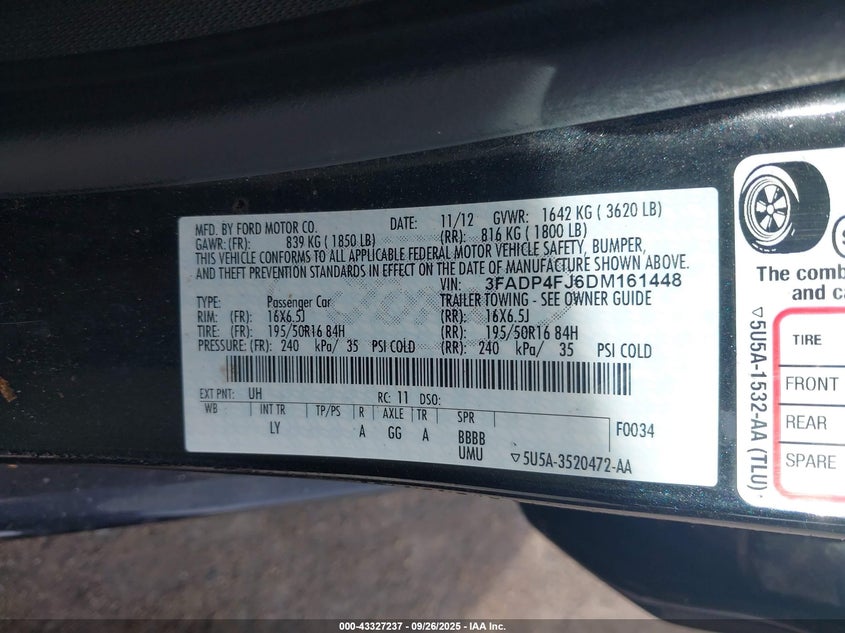 MFD. BY FORD MOTOR CO. DATE: 11/12 GVWR: 1642 KG ( 3620 LB)
GAWR: (FR): 839 KG ( 1850 LB) (RR): 816 KG ( 1800 LB)
THIS VEHICLE CONFORMS TO ALL APPLICABLE FEDERAL MOTOR VEHICLE SAFETY, BUMPER,
AND THEFT PREVENTION STANDARDS IN EFFECT ON THE DATE OF MANUFACTURE SHOWN ABOVE.
VIN: 3FADP4FJ6DM161448
TYPE: Passenger Car TRAILER TOWING - SEE OWNER GUIDE
RIM: (FR): 16X6.5J (RR): 16X6.5J
TIRE: (FR): 195/50R16 84H (RR): 195/50R16 84H
PRESSURE: (FR): 240 kPa/ 35 PSI COLD (RR): 240 kPa/ 35 PSI COLD
EXT PNT: UH RC: 11 DSO:
WB INT TR TP/PS R AXLE TR SPR
LY A GG A BBBB F0034
UMU ▽5U5A-3520472-AA
The comb
and ca
TIRE
FRONT
REAR
SPARE
▽5U5A-1532-AA (TLU)
000-43327237 - 09/26/2025 - IAA Inc.